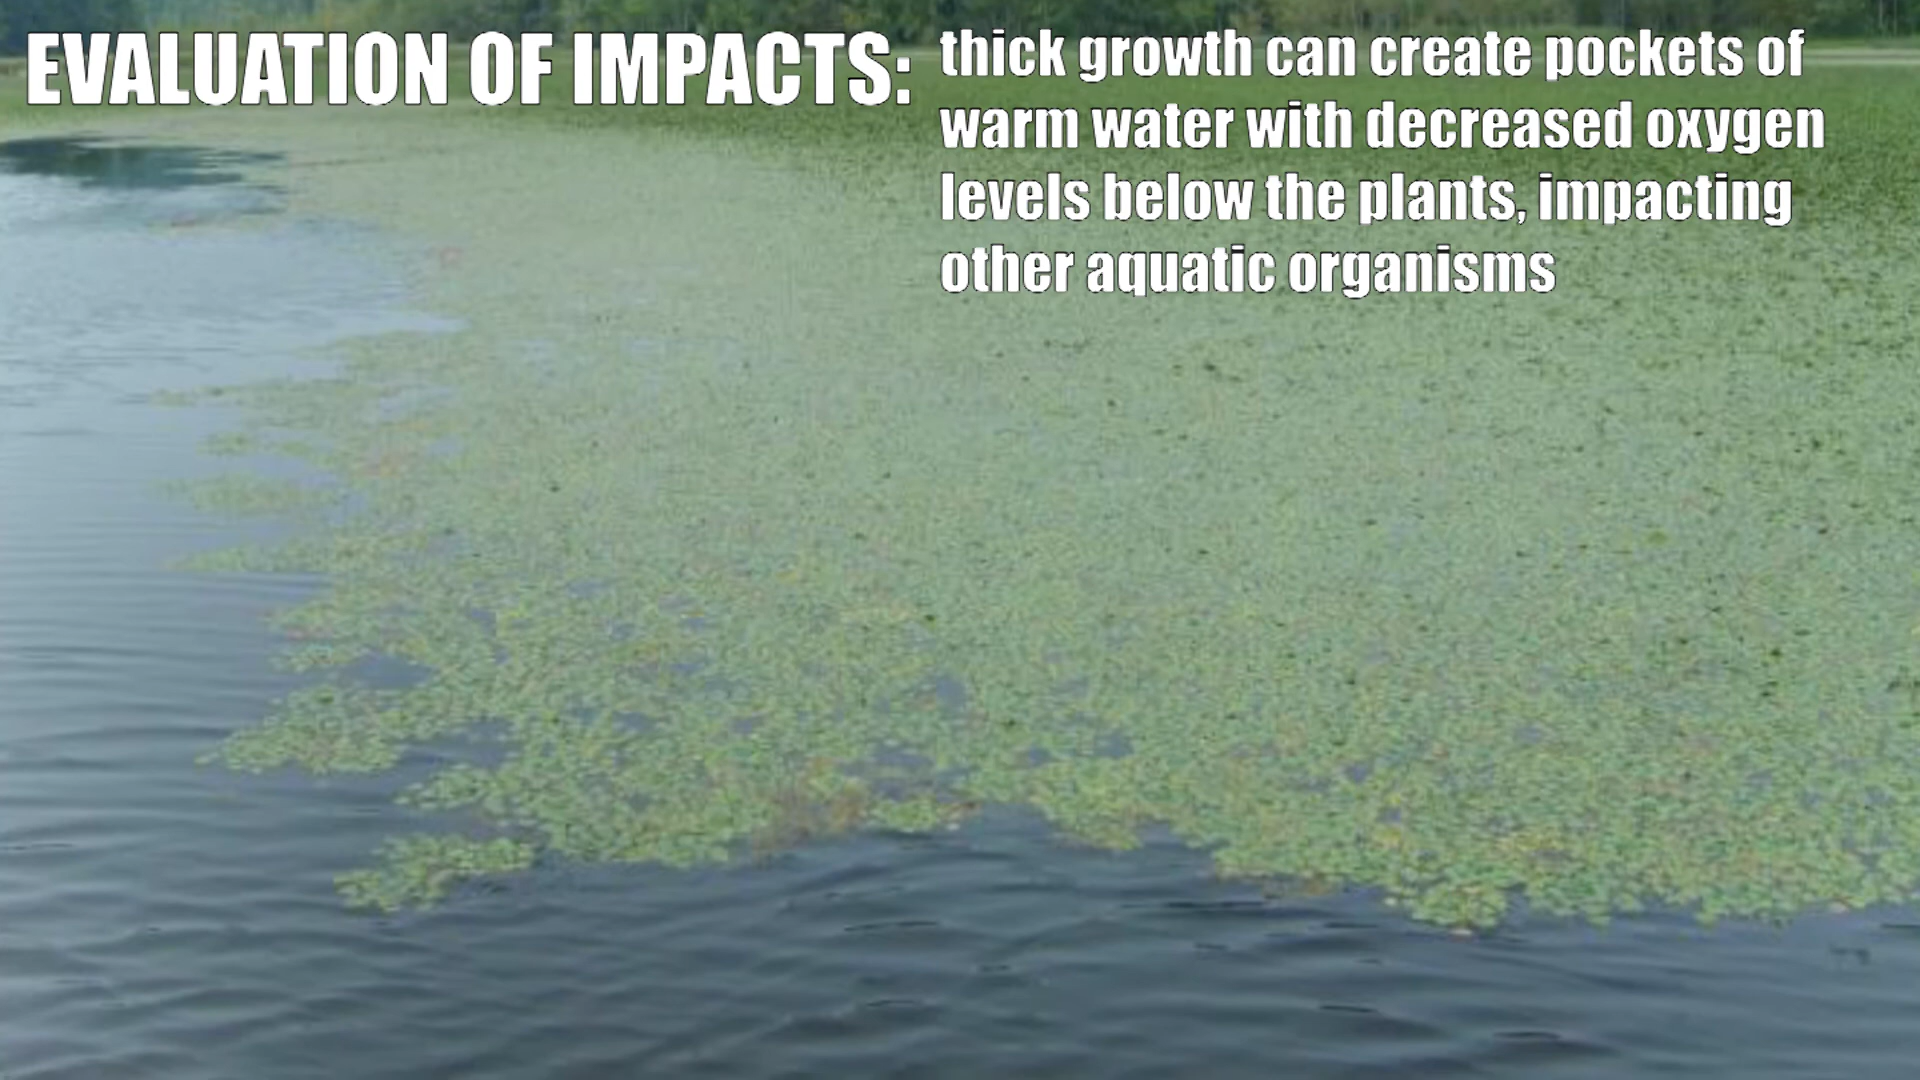 EVALUATION OF IMPACTS:
thick growth can create pockets of
warm water with decreased oxygen
levels below the plants, impacting
other aquatic organisms